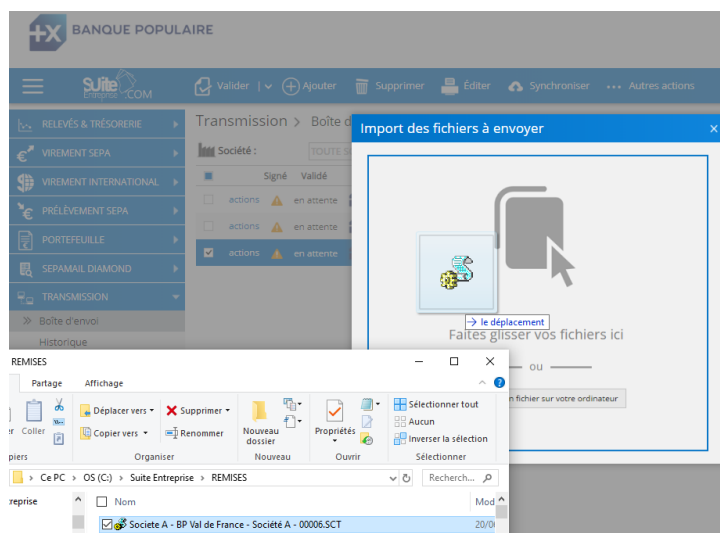 BANQUE POPULAIRE
SUite
Entreprise .COM
Valider
Ajouter
Supprimer
Éditer
Synchroniser
Autres actions
RELEVÉS & TRÉSORERIE
VIREMENT SEPA
VIREMENT INTERNATIONAL
PRÉLÈVEMENT SEPA
PORTEFEUILLE
SEPAMAIL DIAMOND
TRANSMISSION
Boîte d'envoi
Historique
Transmission > Boîte d
Société :
TOUTE S
Signé Validé
actions en attente
actions en attente
actions en attente
Import des fichiers à envoyer
le déplacement
Faites glisser vos fichiers ici
ou
n fichier sur votre ordinateur
REMISES
Partage Affichage
Coller
Déplacer vers
Copier vers
Supprimer
Renommer
Nouveau
dossier
Propriétés
Sélectionner tout
Aucun
Inverser la sélection
piers
Organiser
Nouveau
Ouvrir
Sélectionner
Ce PC > OS (C:) > Suite Entreprise > REMISES
Recherch...
reprise
Nom
Mod
Societe A - BP Val de France - Société A - 00006.SCT
20/0